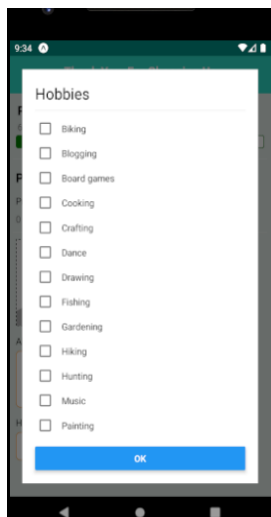 9:34
Hobbies
Biking
Blogging
Board games
Cooking
Crafting
Dance
Drawing
Fishing
Gardening
Hiking
Hunting
Music
Painting
OK